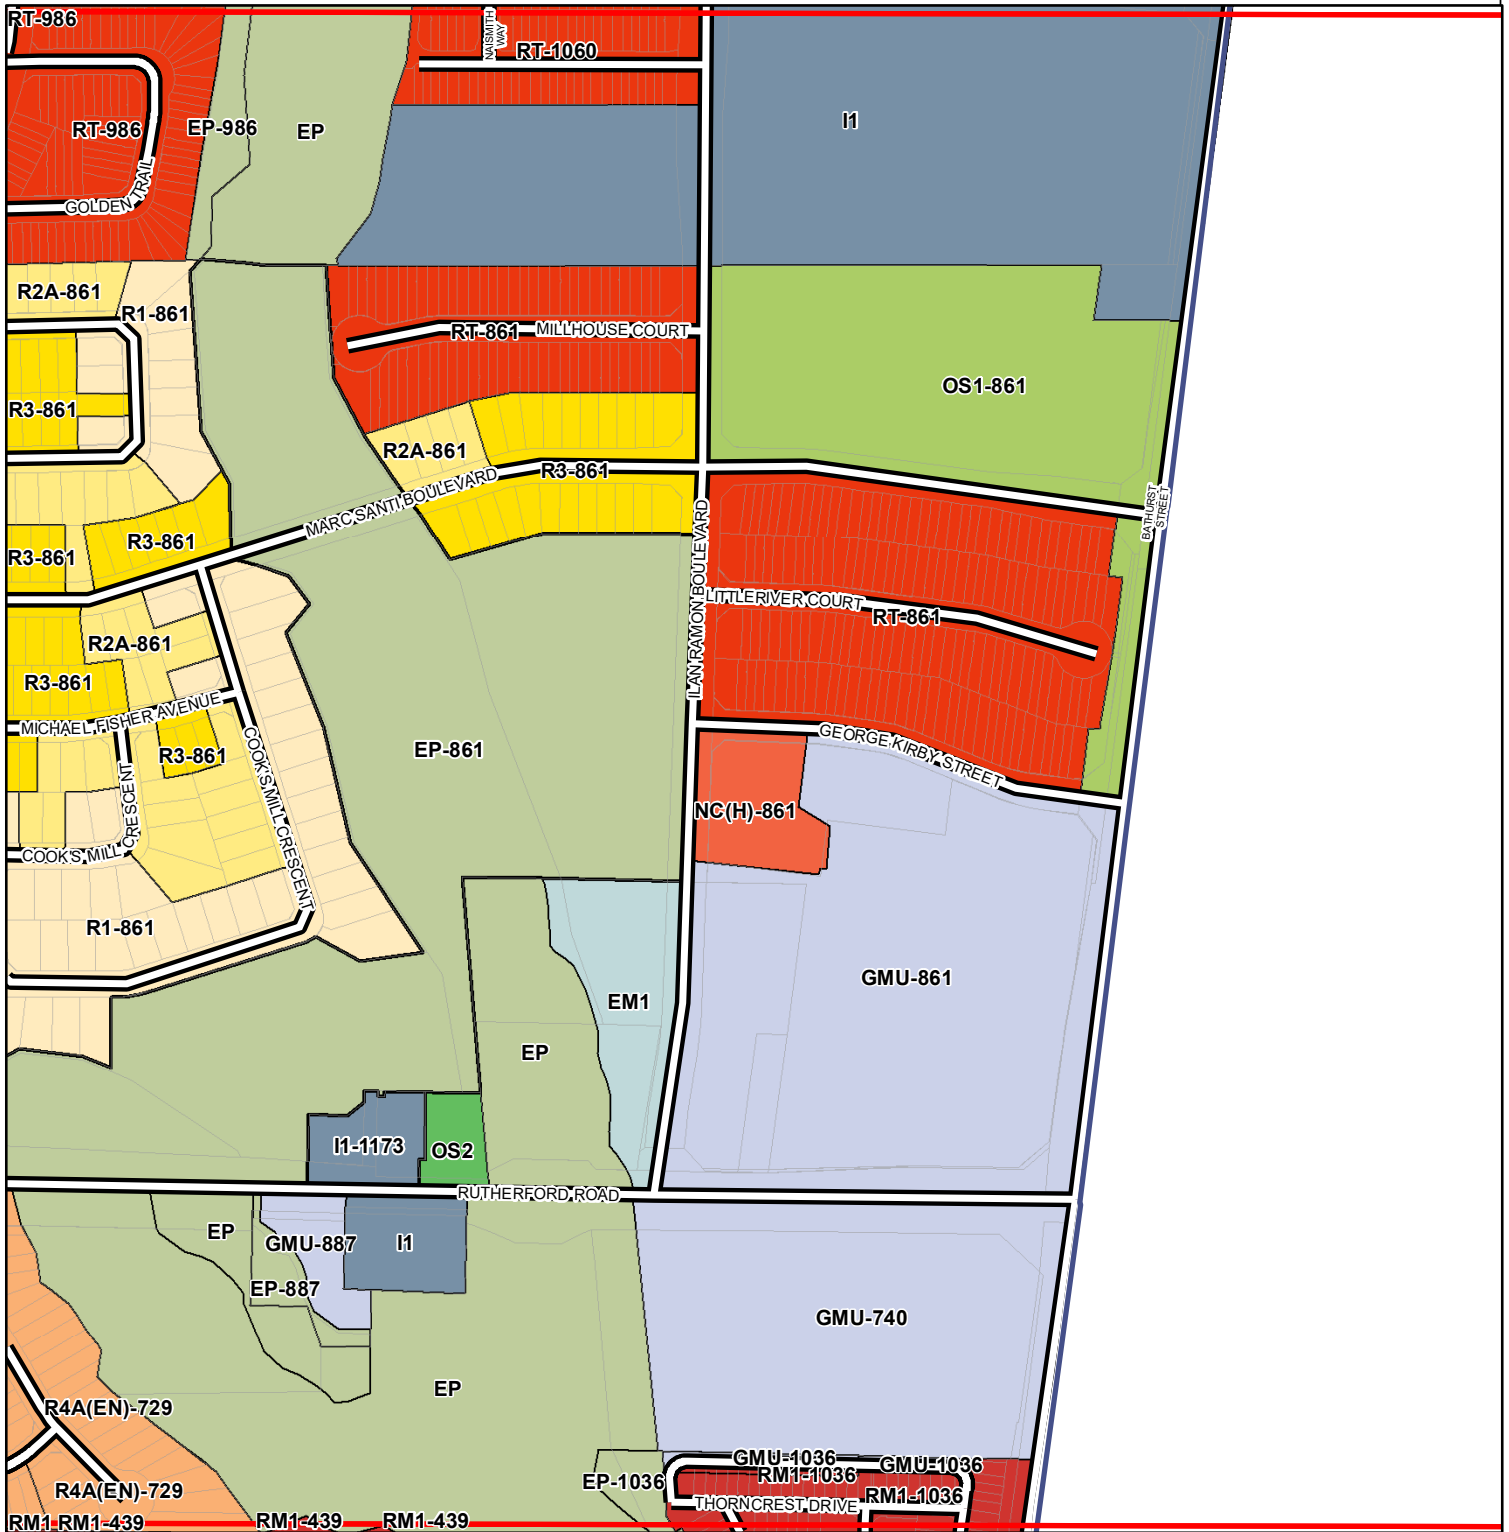 RT-986
NAISMITH
WAY
RT-1060
I1
RT-986
EP-986
EP
GOLDEN TRAIL
R2A-861
R1-861
RT-861
MILLHOUSE COURT
OS1-861
R3-861
R2A-861
R3-861
MARC SANTI BOULEVARD
BATHURST
STREET
R3-861
R3-861
ILAN RAMON BOULEVARD
LITTLERIVER COURT
RT-861
R2A-861
R3-861
MICHAEL FISHER AVENUE
R3-861
COOK'S MILL CRESCENT
EP-861
GEORGE KIRBY STREET
NC(H)-861
COOK'S MILL CRESCENT
R1-861
GMU-861
EM1
EP
I1-1173
OS2
RUTHERFORD ROAD
EP
GMU-887
I1
EP-887
GMU-740
EP
R4A(EN)-729
GMU-1036
GMU-1036
RM1-1036
EP-1036
R4A(EN)-729
RM1-1036
THORNCREST DRIVE
RM1
RM1-439
RM1-439
RM1-439